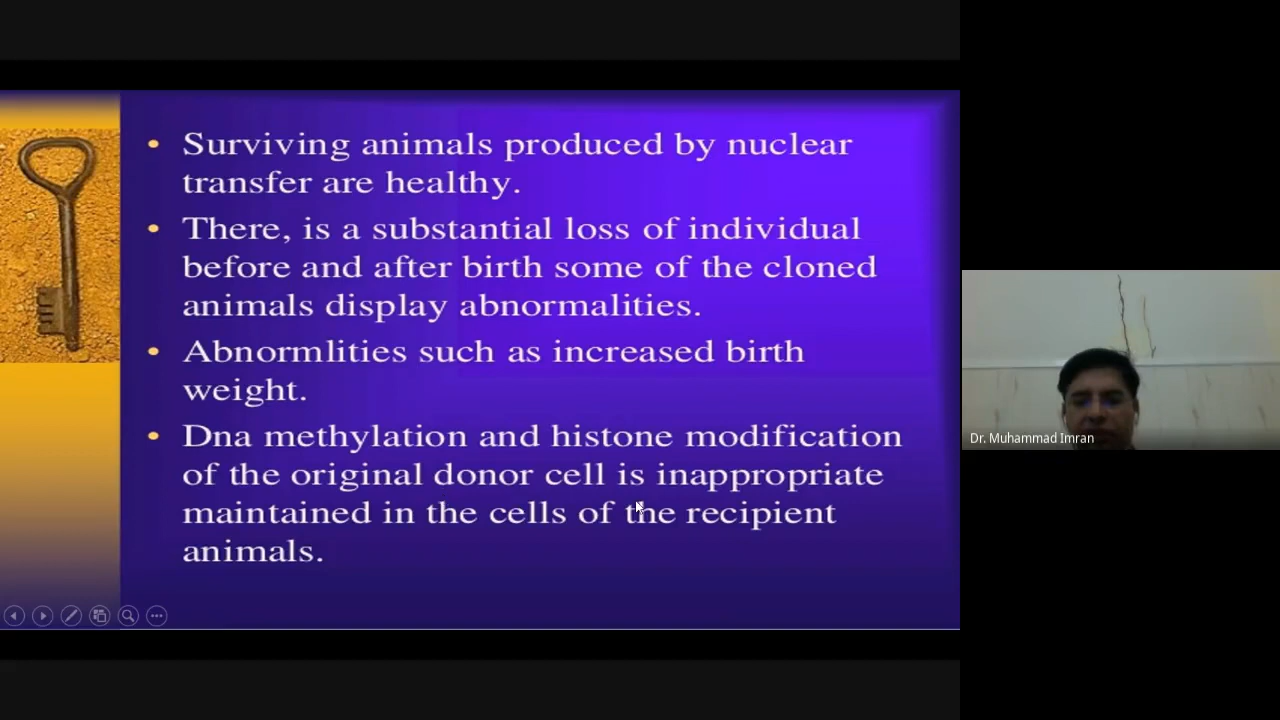 • Surviving animals produced by nuclear
transfer are healthy.
• There, is a substantial loss of individual
before and after birth some of the cloned
animals display abnormalities.
• Abnormlities such as increased birth
weight.
• Dna methylation and histone modification
of the original donor cell is inappropriate
maintained in the cells of the recipient
animals.
Dr. Muhammad Imran